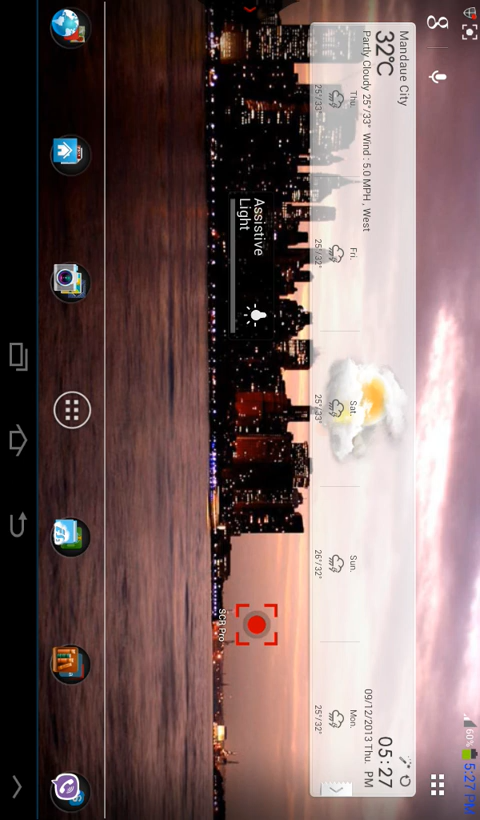 60% 5:27 PM
Mandaue City
32°C
Partly Cloudy 25°/33° Wind : 5.0 MPH , West
05:27
09/12/2013 Thu. PM
Thu. Fri. Sat. Sun. Mon.
25°/33° 25°/32° 25°/33° 26°/32° 25°/32°
Assistive
Light
SCR Pro